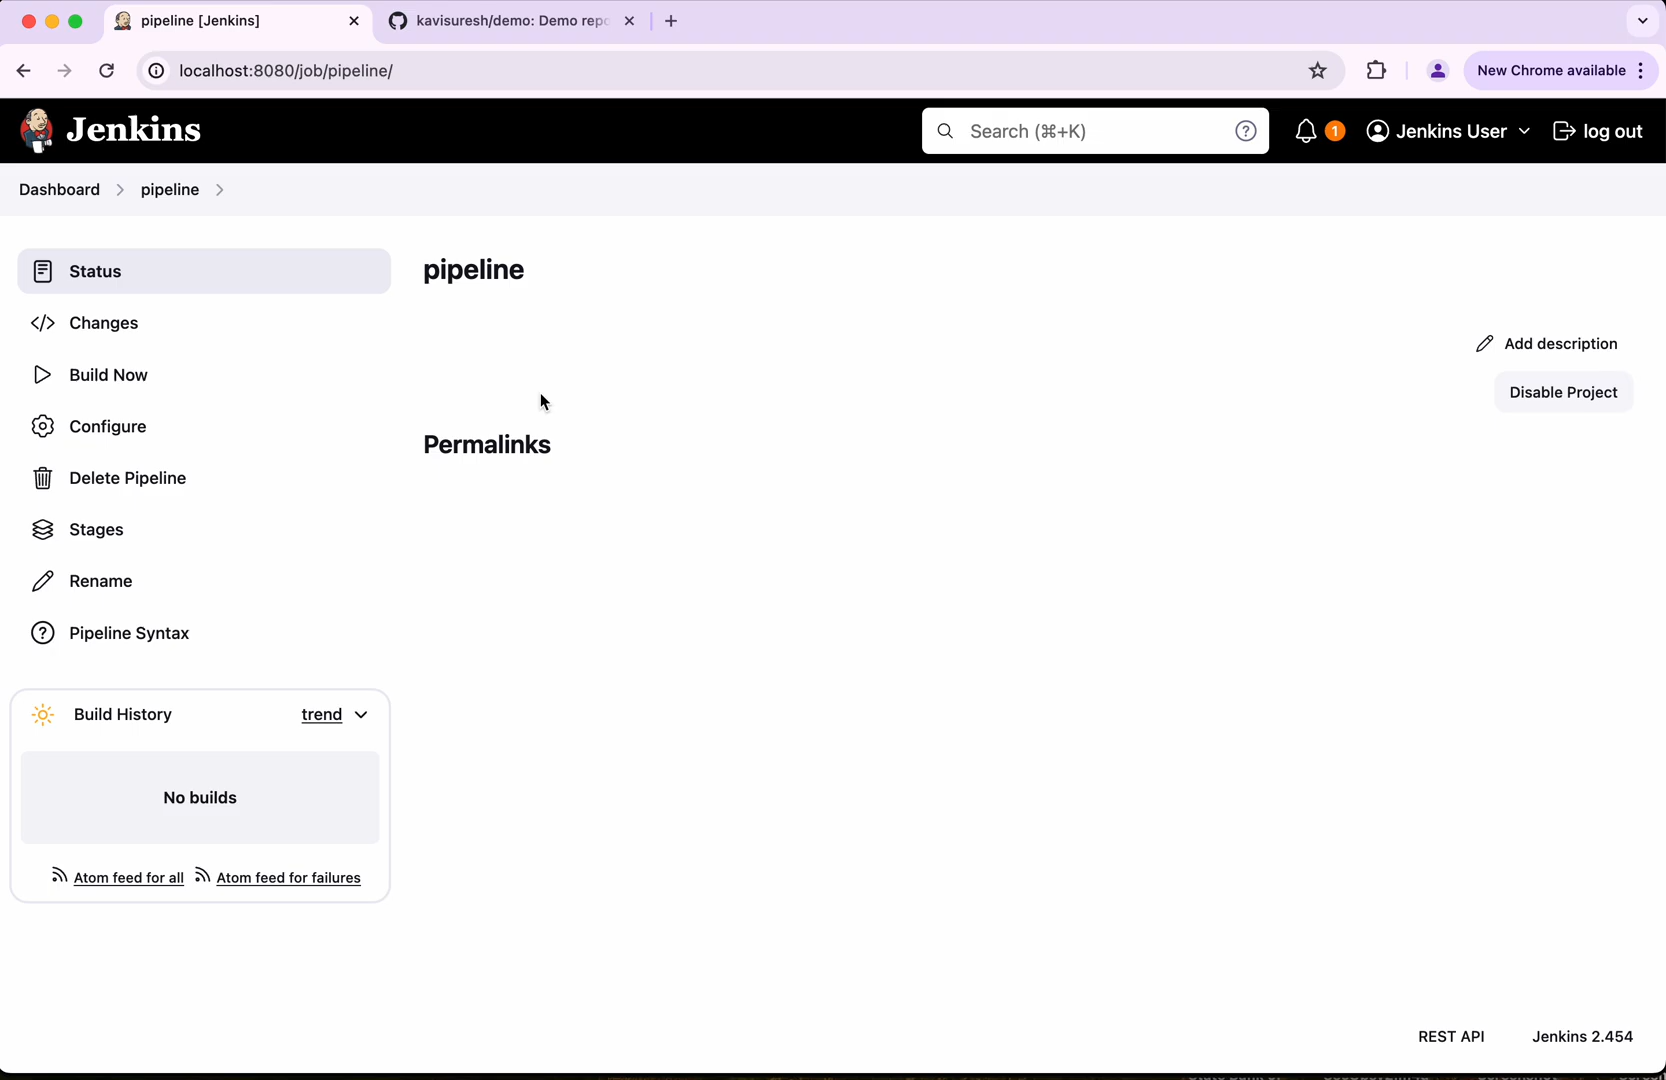 pipeline [Jenkins]
kavisuresh/demo: Demo repo
localhost:8080/job/pipeline/
New Chrome available
Jenkins
Search (⌘+K)
1
Jenkins User
log out
Dashboard
pipeline
Status
pipeline
Changes
Add description
Build Now
Disable Project
Configure
Permalinks
Delete Pipeline
Stages
Rename
Pipeline Syntax
Build History
trend
No builds
Atom feed for all
Atom feed for failures
REST API
Jenkins 2.454